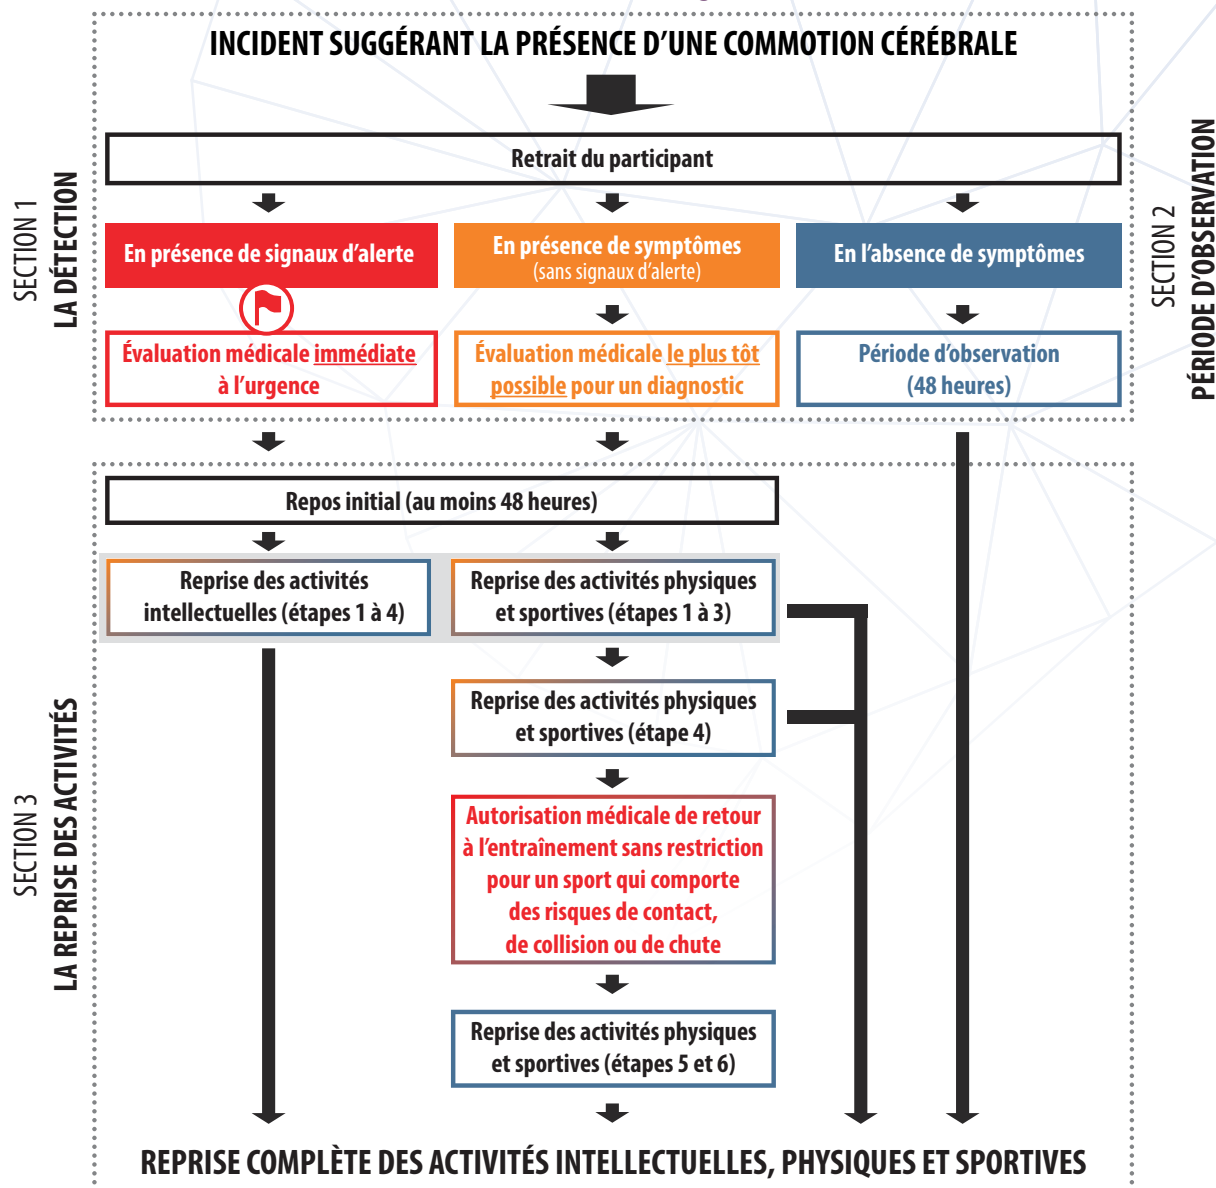 INCIDENT SUGGÉRANT LA PRÉSENCE D’UNE COMMOTION CÉRÉBRALE
Retrait du participant
SECTION 1
LA DÉTECTION
SECTION 2
PÉRIODE D’OBSERVATION
En présence de signaux d’alerte
Évaluation médicale immédiate
à l’urgence
En présence de symptômes
(sans signaux d’alerte)
Évaluation médicale le plus tôt
possible pour un diagnostic
En l’absence de symptômes
Période d’observation
(48 heures)
SECTION 3
LA REPRISE DES ACTIVITÉS
Repos initial (au moins 48 heures)
Reprise des activités
intellectuelles (étapes 1 à 4)
Reprise des activités physiques
et sportives (étapes 1 à 3)
Reprise des activités physiques
et sportives (étape 4)
Autorisation médicale de retour
à l’entraînement sans restriction
pour un sport qui comporte
des risques de contact,
de collision ou de chute
Reprise des activités physiques
et sportives (étapes 5 et 6)
REPRISE COMPLÈTE DES ACTIVITÉS INTELLECTUELLES, PHYSIQUES ET SPORTIVES